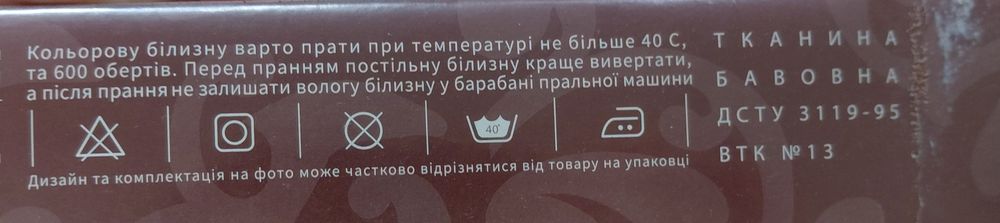 Кольорову білизну варто прати при температурі не більше 40 С,
та 600 обертів. Перед пранням постільну білизну краще вивертати,
а після прання не залишати вологу білизну у барабані пральної машини
40°
Дизайн та комплектація на фото може частково відрізнятися від товару на упаковці
ТКАНИНА
БАВОВНА
ДСТУ 3119-95
ВТК №13